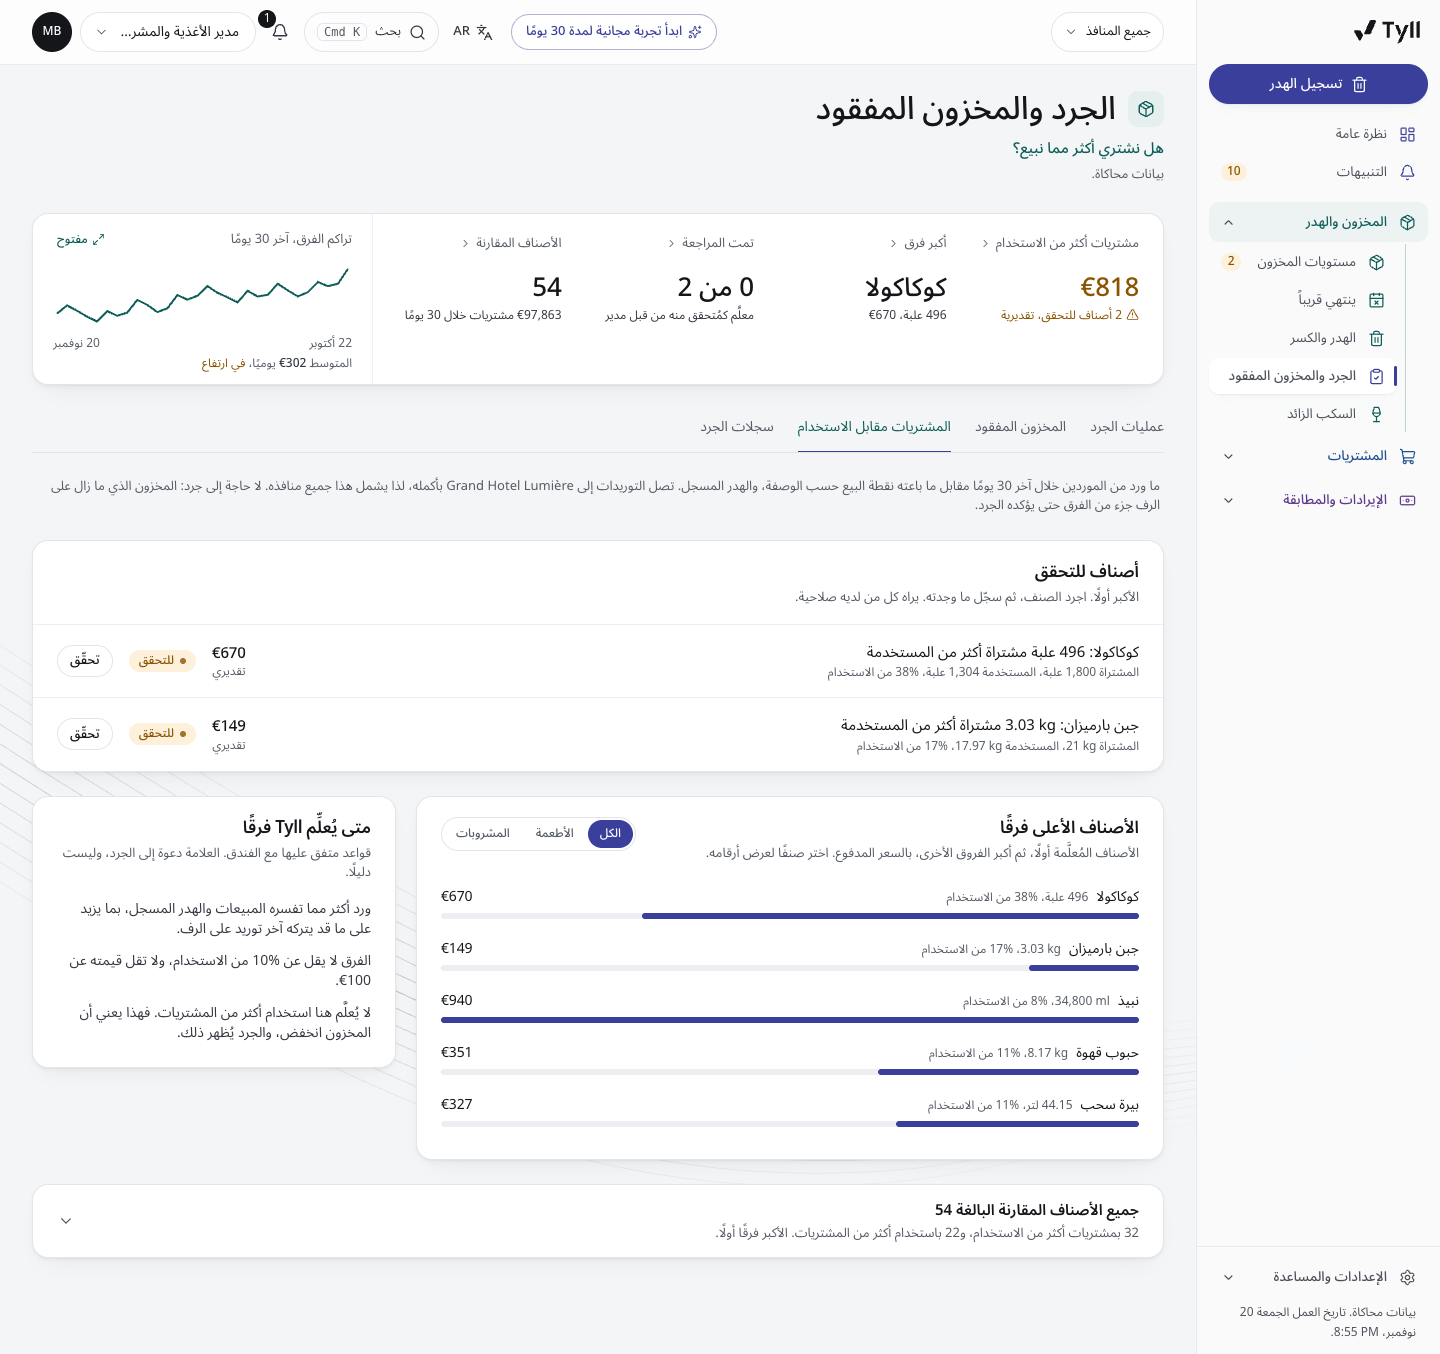 Tyll
تسجيل الهدر
نظرة عامة
التنبيهات 10
المخزون والهدر
مستويات المخزون 2
ينتهي قريباً
الهدر والكسر
الجرد والمخزون المفقود
السكب الزائد
المشتريات
الإيرادات والمطابقة
الإعدادات والمساعدة
بيانات محاكاة. تاريخ العمل الجمعة 20
نوفمبر، 8:55 PM.
جميع المنافذ
ابدأ تجربة مجانية لمدة 30 يومًا
AR
بحث Cmd K
1
مدير الأغذية والمشر...
MB
الجرد والمخزون المفقود
هل نشتري أكثر مما نبيع؟
بيانات محاكاة.
مشتريات أكثر من الاستخدام
€818
2 أصناف للتحقق، تقديرية
أكبر فرق
كوكاكولا
496 علبة، €670
تمت المراجعة
0 من 2
معلَّم كمُتحقق منه من قبل مدير
الأصناف المقارنة
54
€97,863 مشتريات خلال 30 يومًا
تراكم الفرق، آخر 30 يومًا
مفتوح
22 أكتوبر
20 نوفمبر
المتوسط €302 يوميًا، في ارتفاع
عمليات الجرد
المخزون المفقود
المشتريات مقابل الاستخدام
سجلات الجرد
ما ورد من الموردين خلال آخر 30 يومًا مقابل ما باعته نقطة البيع حسب الوصفة، والهدر المسجل. تصل التوريدات إلى Grand Hotel Lumière بأكمله، لذا يشمل هذا جميع منافذه. لا حاجة إلى جرد: المخزون الذي ما زال على
الرف جزء من الفرق حتى يؤكده الجرد.
أصناف للتحقق
الأكبر أولًا. اجرد الصنف، ثم سجّل ما وجدته. يراه كل من لديه صلاحية.
كوكاكولا: 496 علبة مشتراة أكثر من المستخدمة
المشتراة 1,800 علبة، المستخدمة 1,304 علبة، 38% من الاستخدام
€670
تقديري
للتحقق
تحقّق
جبن بارميزان: 3.03 kg مشتراة أكثر من المستخدمة
المشتراة 21 kg، المستخدمة 17.97 kg، 17% من الاستخدام
€149
تقديري
للتحقق
تحقّق
الأصناف الأعلى فرقًا
الأصناف المُعلَّمة أولًا، ثم أكبر الفروق الأخرى، بالسعر المدفوع. اختر صنفًا لعرض أرقامه.
الكل
الأطعمة
المشروبات
كوكاكولا 496 علبة، 38% من الاستخدام €670
جبن بارميزان 3.03 kg، 17% من الاستخدام €149
نبيذ 34,800 ml، 8% من الاستخدام €940
حبوب قهوة 8.17 kg، 11% من الاستخدام €351
بيرة سحب 44.15 لتر، 11% من الاستخدام €327
متى يُعلِّم Tyll فرقًا
قواعد متفق عليها مع الفندق. العلامة دعوة إلى الجرد، وليست
دليلًا.
ورد أكثر مما تفسره المبيعات والهدر المسجل، بما يزيد
على ما قد يتركه آخر توريد على الرف.
الفرق لا يقل عن 10% من الاستخدام، ولا تقل قيمته عن
€100.
لا يُعلَّم هنا استخدام أكثر من المشتريات. فهذا يعني أن
المخزون انخفض، والجرد يُظهر ذلك.
جميع الأصناف المقارنة البالغة 54
32 بمشتريات أكثر من الاستخدام، و22 باستخدام أكثر من المشتريات. الأكبر فرقًا أولًا.